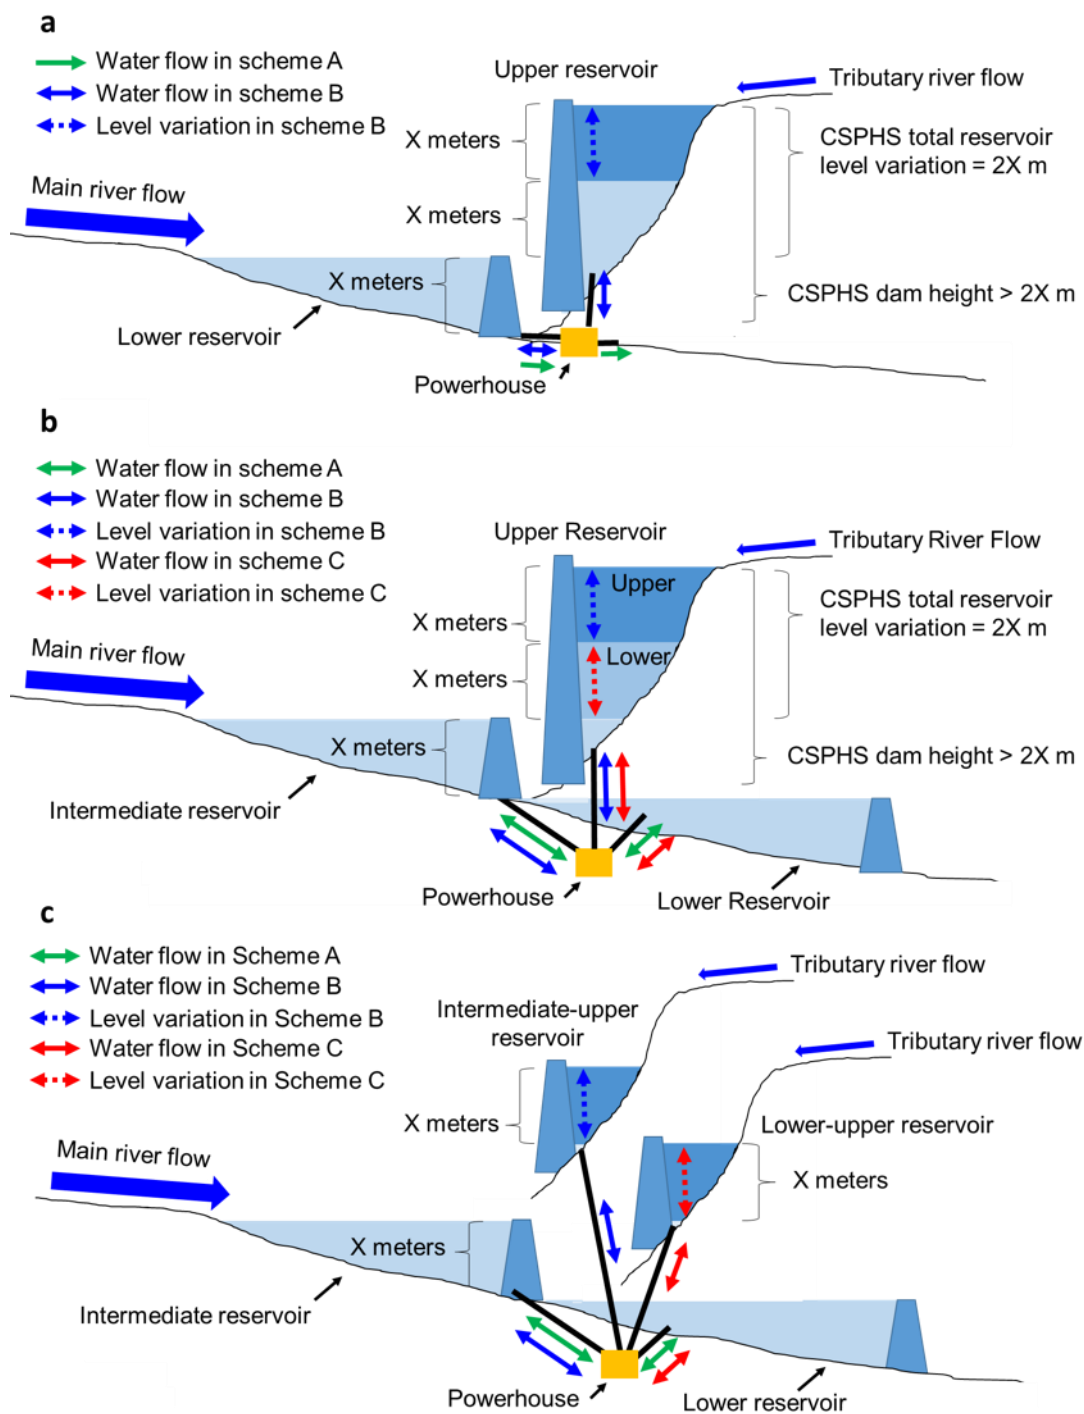 a
Water flow in scheme A
Water flow in scheme B
Level variation in scheme B
Upper reservoir
Tributary river flow
X meters
CSPHS total reservoir
level variation = 2X m
Main river flow
X meters
X meters
CSPHS dam height > 2X m
Lower reservoir
Powerhouse
b
Water flow in scheme A
Water flow in scheme B
Level variation in scheme B
Water flow in scheme C
Level variation in scheme C
Upper Reservoir
Tributary River Flow
Upper
X meters
CSPHS total reservoir
level variation = 2X m
Main river flow
Lower
X meters
X meters
CSPHS dam height > 2X m
Intermediate reservoir
Powerhouse
Lower Reservoir
c
Water flow in Scheme A
Water flow in Scheme B
Level variation in Scheme B
Water flow in Scheme C
Level variation in Scheme C
Tributary river flow
Intermediate-upper
reservoir
Tributary river flow
X meters
Lower-upper reservoir
Main river flow
X meters
X meters
Intermediate reservoir
Powerhouse
Lower reservoir